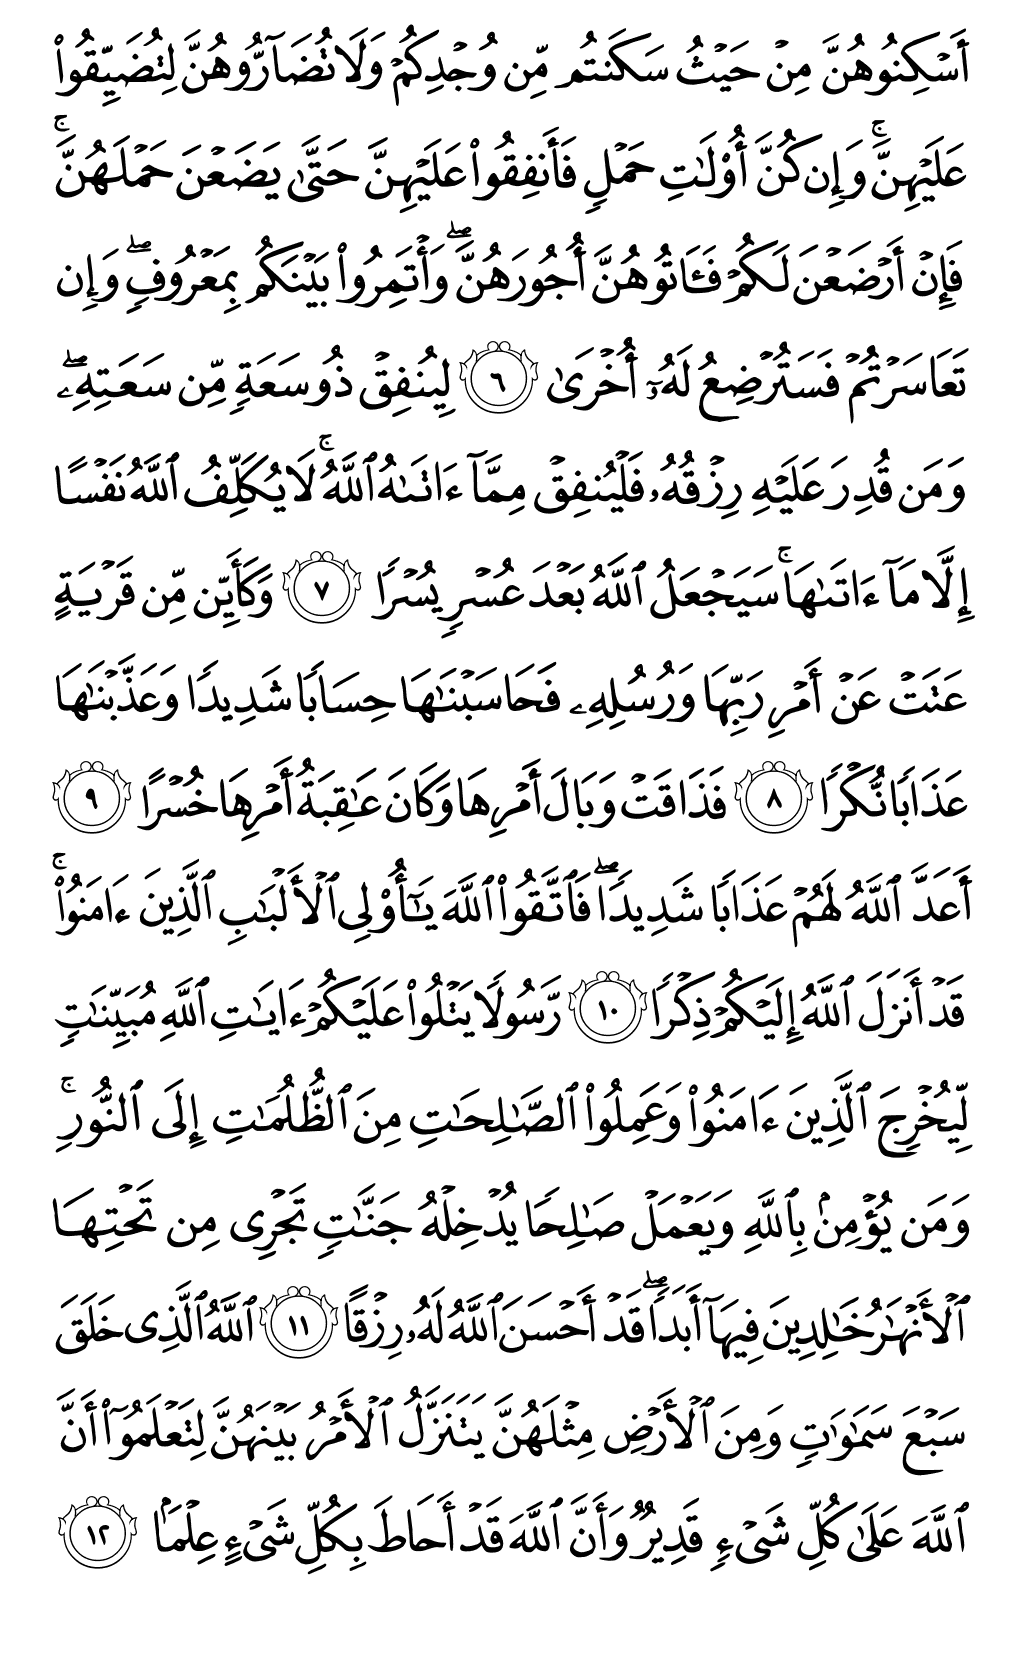 أَسْكِنُوهُنَّ مِنْ حَيْثُ سَكَنتُم مِّن وُجْدِكُمْ وَلَا تُضَآرُّوهُنَّ لِتُضَيِّقُوا۟
عَلَيْهِنَّ ۚ وَإِن كُنَّ أُو۟لَـٰتِ حَمْلٍ فَأَنفِقُوا۟ عَلَيْهِنَّ حَتَّىٰ يَضَعْنَ حَمْلَهُنَّ ۚ
فَإِنْ أَرْضَعْنَ لَكُمْ فَـَٔاتُوهُنَّ أُجُورَهُنَّ ۖ وَأْتَمِرُوا۟ بَيْنَكُم بِمَعْرُوفٍ ۖ وَإِن
تَعَاسَرْتُمْ فَسَتُرْضِعُ لَهُۥٓ أُخْرَىٰ ٦ لِيُنفِقْ ذُو سَعَةٍ مِّن سَعَتِهِۦ ۖ
وَمَن قُدِرَ عَلَيْهِ رِزْقُهُۥ فَلْيُنفِقْ مِمَّآ ءَاتَىٰهُ ٱللَّهُ ۚ لَا يُكَلِّفُ ٱللَّهُ نَفْسًا
إِلَّا مَآ ءَاتَىٰهَا ۚ سَيَجْعَلُ ٱللَّهُ بَعْدَ عُسْرٍ يُسْرًا ٧ وَكَأَيِّن مِّن قَرْيَةٍ
عَتَتْ عَنْ أَمْرِ رَبِّهَا وَرُسُلِهِۦ فَحَاسَبْنَـٰهَا حِسَابًا شَدِيدًا وَعَذَّبْنَـٰهَا
عَذَابًا نُّكْرًا ٨ فَذَاقَتْ وَبَالَ أَمْرِهَا وَكَانَ عَـٰقِبَةُ أَمْرِهَا خُسْرًا ٩
أَعَدَّ ٱللَّهُ لَهُمْ عَذَابًا شَدِيدًا ۖ فَٱتَّقُوا۟ ٱللَّهَ يَـٰٓأُو۟لِى ٱلْأَلْبَـٰبِ ٱلَّذِينَ ءَامَنُوا۟ ۚ
قَدْ أَنزَلَ ٱللَّهُ إِلَيْكُمْ ذِكْرًا ١٠ رَّسُولًا يَتْلُوا۟ عَلَيْكُمْ ءَايَـٰتِ ٱللَّهِ مُبَيِّنَـٰتٍ
لِّيُخْرِجَ ٱلَّذِينَ ءَامَنُوا۟ وَعَمِلُوا۟ ٱلصَّـٰلِحَـٰتِ مِنَ ٱلظُّلُمَـٰتِ إِلَى ٱلنُّورِ ۚ
وَمَن يُؤْمِنۢ بِٱللَّهِ وَيَعْمَلْ صَـٰلِحًا يُدْخِلْهُ جَنَّـٰتٍ تَجْرِى مِن تَحْتِهَا
ٱلْأَنْهَـٰرُ خَـٰلِدِينَ فِيهَآ أَبَدًا ۖ قَدْ أَحْسَنَ ٱللَّهُ لَهُۥ رِزْقًا ١١ ٱللَّهُ ٱلَّذِى خَلَقَ
سَبْعَ سَمَـٰوَٰتٍ وَمِنَ ٱلْأَرْضِ مِثْلَهُنَّ يَتَنَزَّلُ ٱلْأَمْرُ بَيْنَهُنَّ لِتَعْلَمُوٓا۟ أَنَّ
ٱللَّهَ عَلَىٰ كُلِّ شَىْءٍ قَدِيرٌ وَأَنَّ ٱللَّهَ قَدْ أَحَاطَ بِكُلِّ شَىْءٍ عِلْمًۢا ١٢